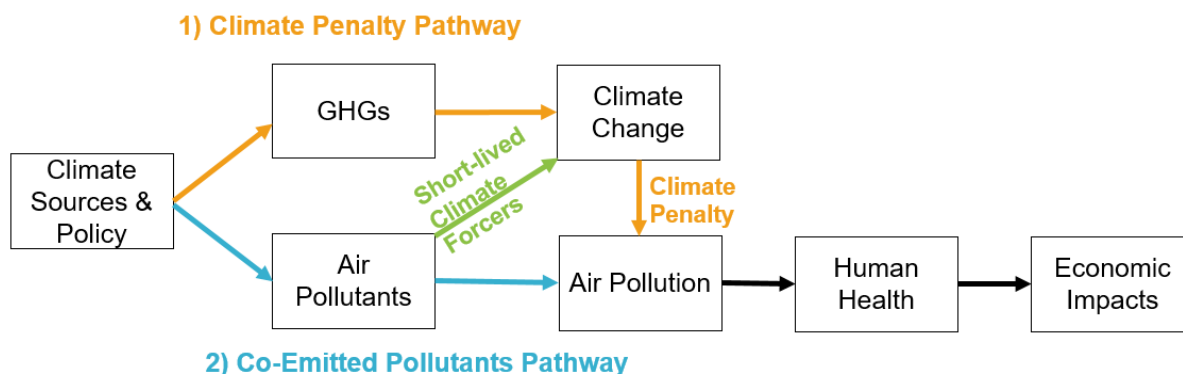 1) Climate Penalty Pathway
GHGs
Climate
Change
Climate
Sources &
Policy
Short-lived
Climate
Forcers
Climate
Penalty
Air
Pollutants
Air Pollution
Human
Health
Economic
Impacts
2) Co-Emitted Pollutants Pathway